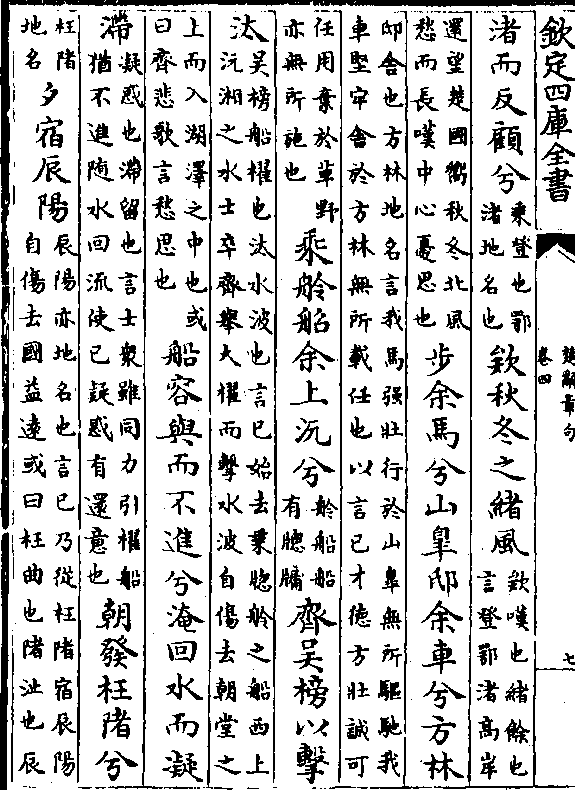 欽定四庫全書
楚辭章句
卷四
七
渚而反顧兮乗登也鄂渚地名也欸秋冬之緒風欸嘆也緒餘也言登鄂渚髙岸
還望楚國嚮秋冬北風愁而長嘆中心憂思也步余馬兮山臯邸余車兮方林
邸舍也方林地名言我馬强壯行於山臯無所驅馳我車堅牢舍於方林無所載任也以言己才德方壯誠可
任用棄於草野亦無所施也乘舲船余上沅兮舲船船有牕牖齊吳榜以擊
汰吳榜船櫂也汰水波也言己始去乗牕舲之船西上沅湘之水士卒齊舉大櫂而擊水波自傷去朝堂之
上而入湖澤之中也或曰齊悲歌言愁思也船容與而不進兮淹回水而凝
滯凝惑也滯留也言士衆雖同力引櫂船猶不進隨水回流使己疑惑有還意也朝發枉陼兮
枉陼地名夕宿辰陽辰陽亦地名也言己乃從枉陼宿辰陽自傷去國益逺或曰枉曲也陼沚也辰